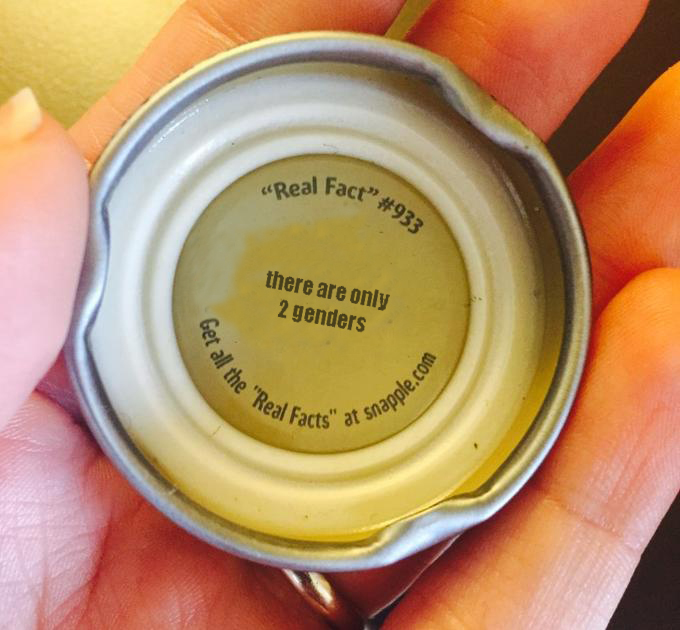 “Real Fact” #933
there are only
2 genders
Get all the "Real Facts" at snapple.com